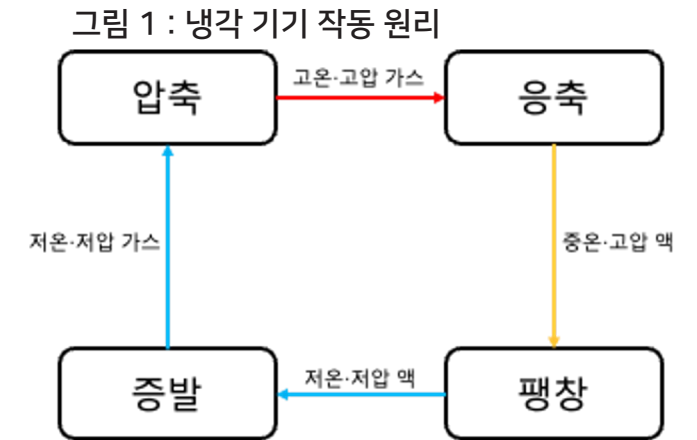 그림 1 : 냉각 기기 작동 원리
압축
고온·고압 가스
응축
저온·저압 가스
중온·고압 액
증발
저온·저압 액
팽창